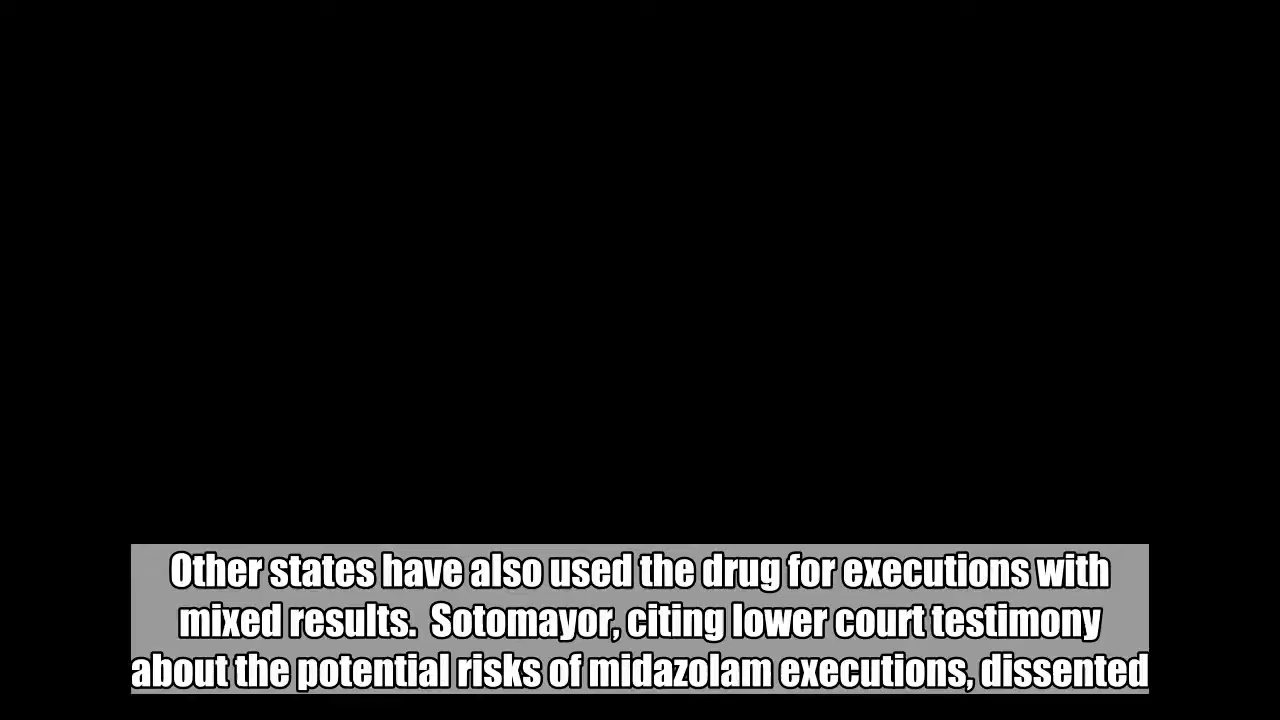 Other states have also used the drug for executions with
mixed results.  Sotomayor, citing lower court testimony
about the potential risks of midazolam executions, dissented